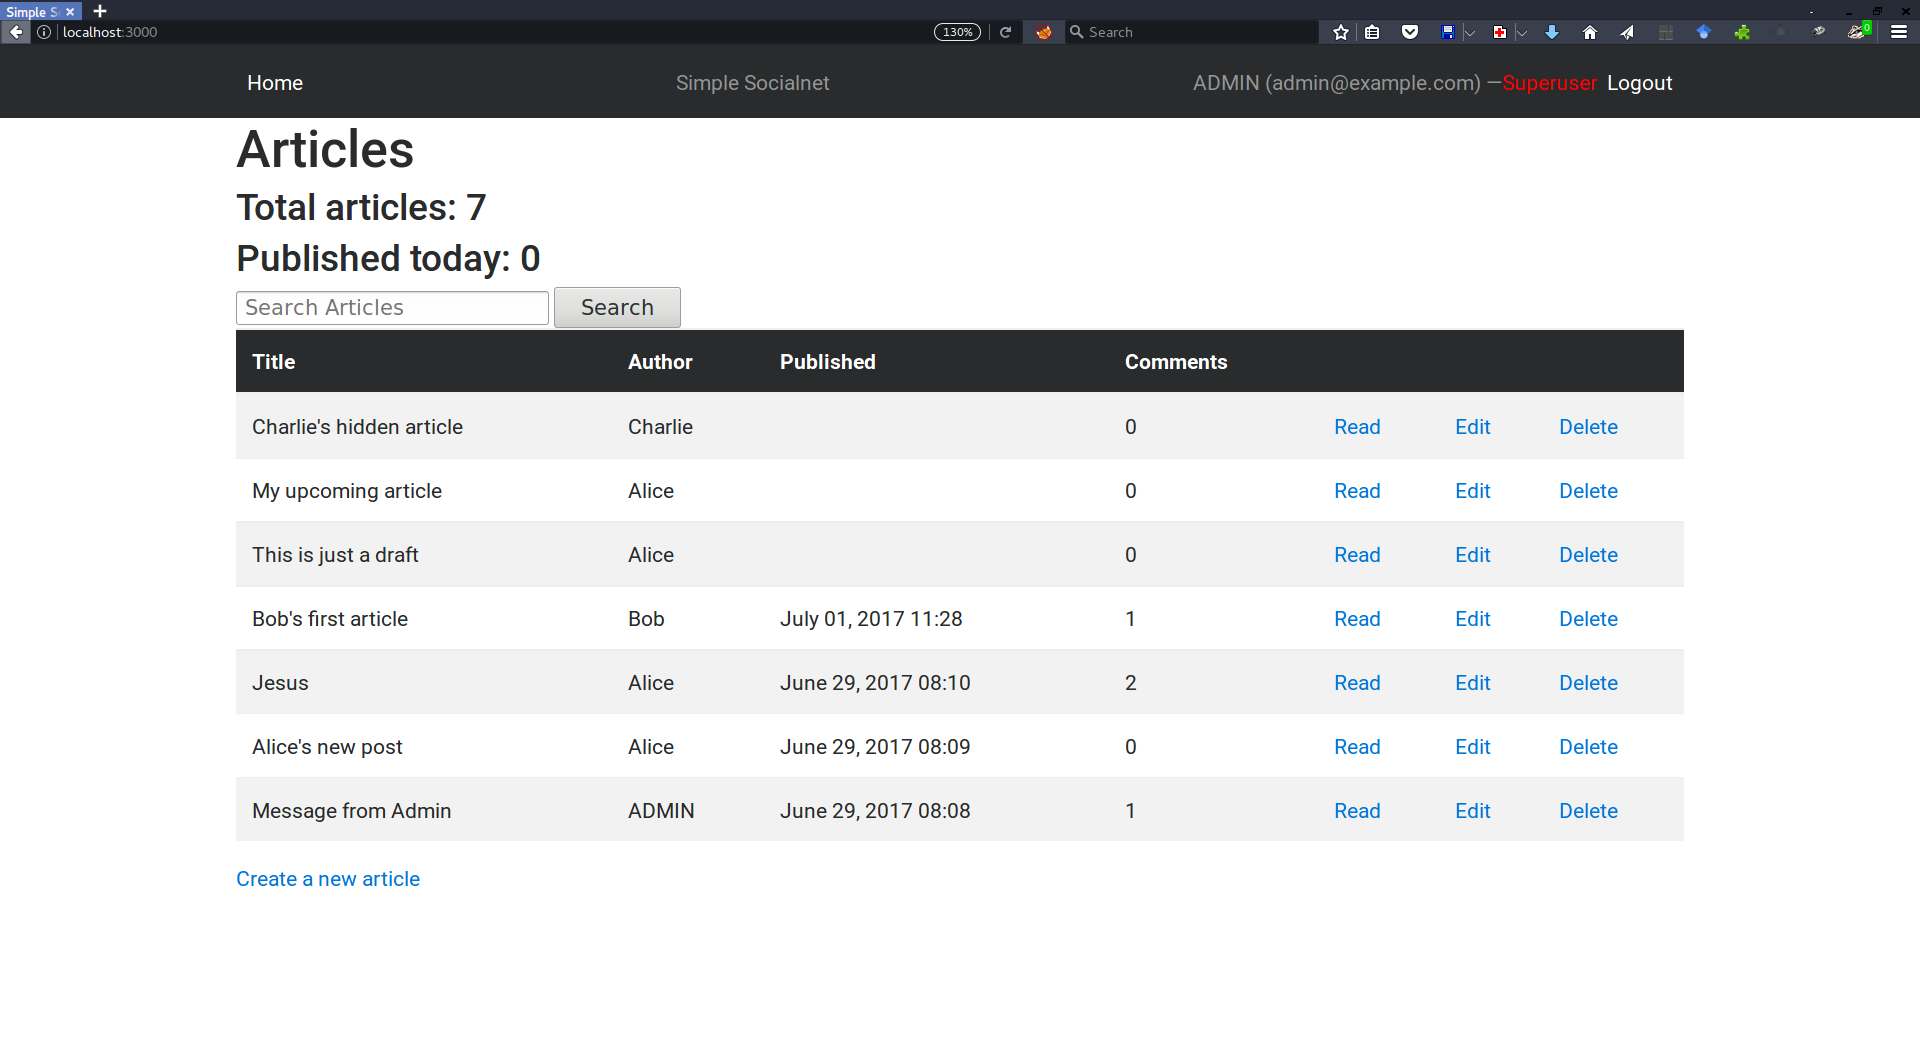 Simple S
localhost:3000 130% Search 0
Home Simple Socialnet ADMIN (admin@example.com) —Superuser Logout
Articles
Total articles: 7
Published today: 0
Search Articles Search
Title Author Published Comments
Charlie's hidden article Charlie 0 Read Edit Delete
My upcoming article Alice 0 Read Edit Delete
This is just a draft Alice 0 Read Edit Delete
Bob's first article Bob July 01, 2017 11:28 1 Read Edit Delete
Jesus Alice June 29, 2017 08:10 2 Read Edit Delete
Alice's new post Alice June 29, 2017 08:09 0 Read Edit Delete
Message from Admin ADMIN June 29, 2017 08:08 1 Read Edit Delete
Create a new article